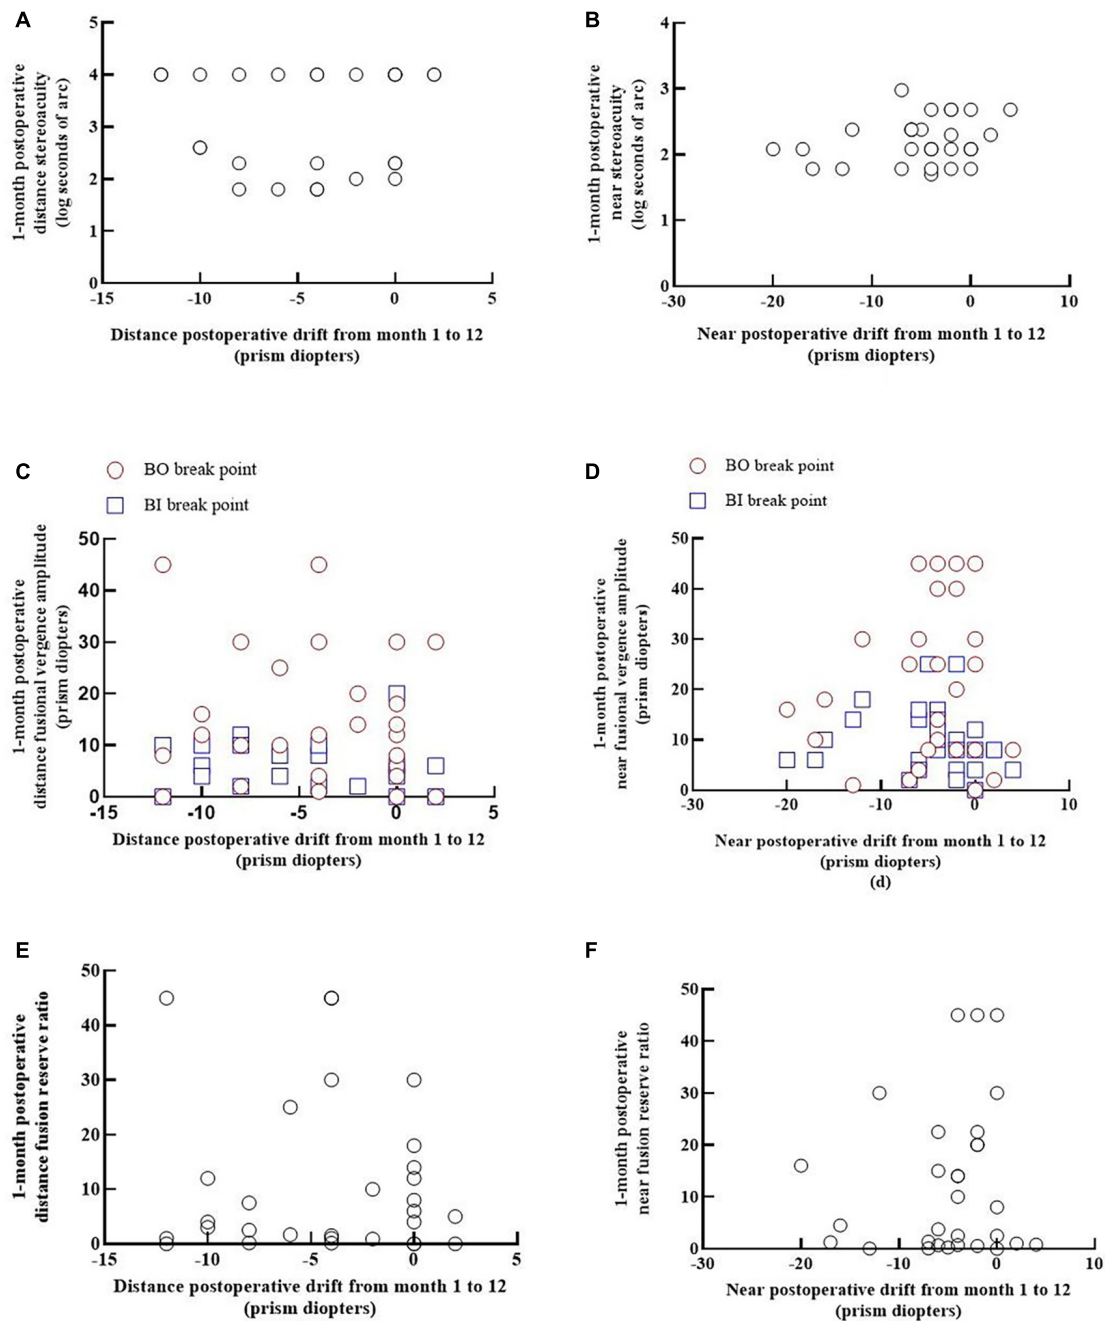 A
1-month postoperative
distance stereoacuity
(log seconds of arc)
5
4
3
2
1
0
-15
-10
-5
0
5
Distance postoperative drift from month 1 to 12
(prism diopters)
B
1-month postoperative
near stereoacuity
(log seconds of arc)
4
3
2
1
0
-30
-20
-10
0
10
Near postoperative drift from month 1 to 12
(prism diopters)
C
BO break point
BI break point
1-month postoperative
distance fusional vergence amplitude
(prism diopters)
50
40
30
20
10
0
-15
-10
-5
0
5
Distance postoperative drift from month 1 to 12
(prism diopters)
D
BO break point
BI break point
1-month postoperative
near fusional vergence amplitude
(prism diopters)
50
40
30
20
10
0
-30
-20
-10
0
10
Near postoperative drift from month 1 to 12
(prism diopters)
(d)
E
1-month postoperative
distance fusion reserve ratio
50
40
30
20
10
0
-15
-10
-5
0
5
Distance postoperative drift from month 1 to 12
(prism diopters)
F
1-month postoperative
near fusion reserve ratio
50
40
30
20
10
0
-30
-20
-10
0
10
Near postoperative drift from month 1 to 12
(prism diopters)